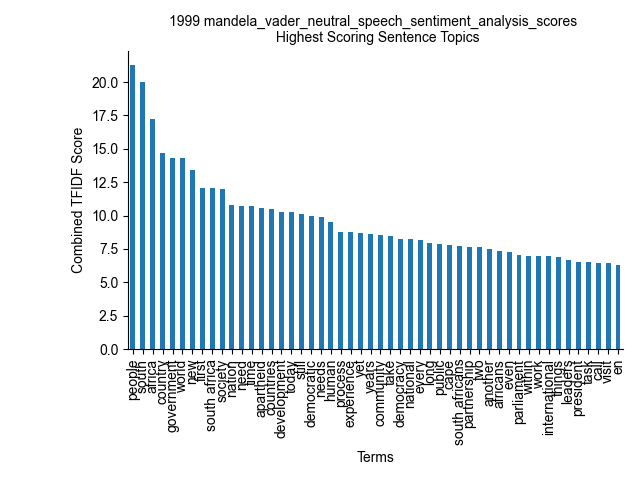 1999 mandela_vader_neutral_speech_sentiment_analysis_scores
Highest Scoring Sentence Topics
Combined TFIDF Score
20.0
17.5
15.0
12.5
10.0
7.5
5.0
2.5
0.0
people
south
africa
country
government
world
new
first
south africa
society
nation
need
time
apartheid
countries
development
today
still
democratic
needs
human
process
experience
yet
years
community
take
democracy
national
every
long
public
cape
south africans
partnership
two
another
africans
even
parliament
within
work
international
things
leaders
president
task
call
visit
en
Terms